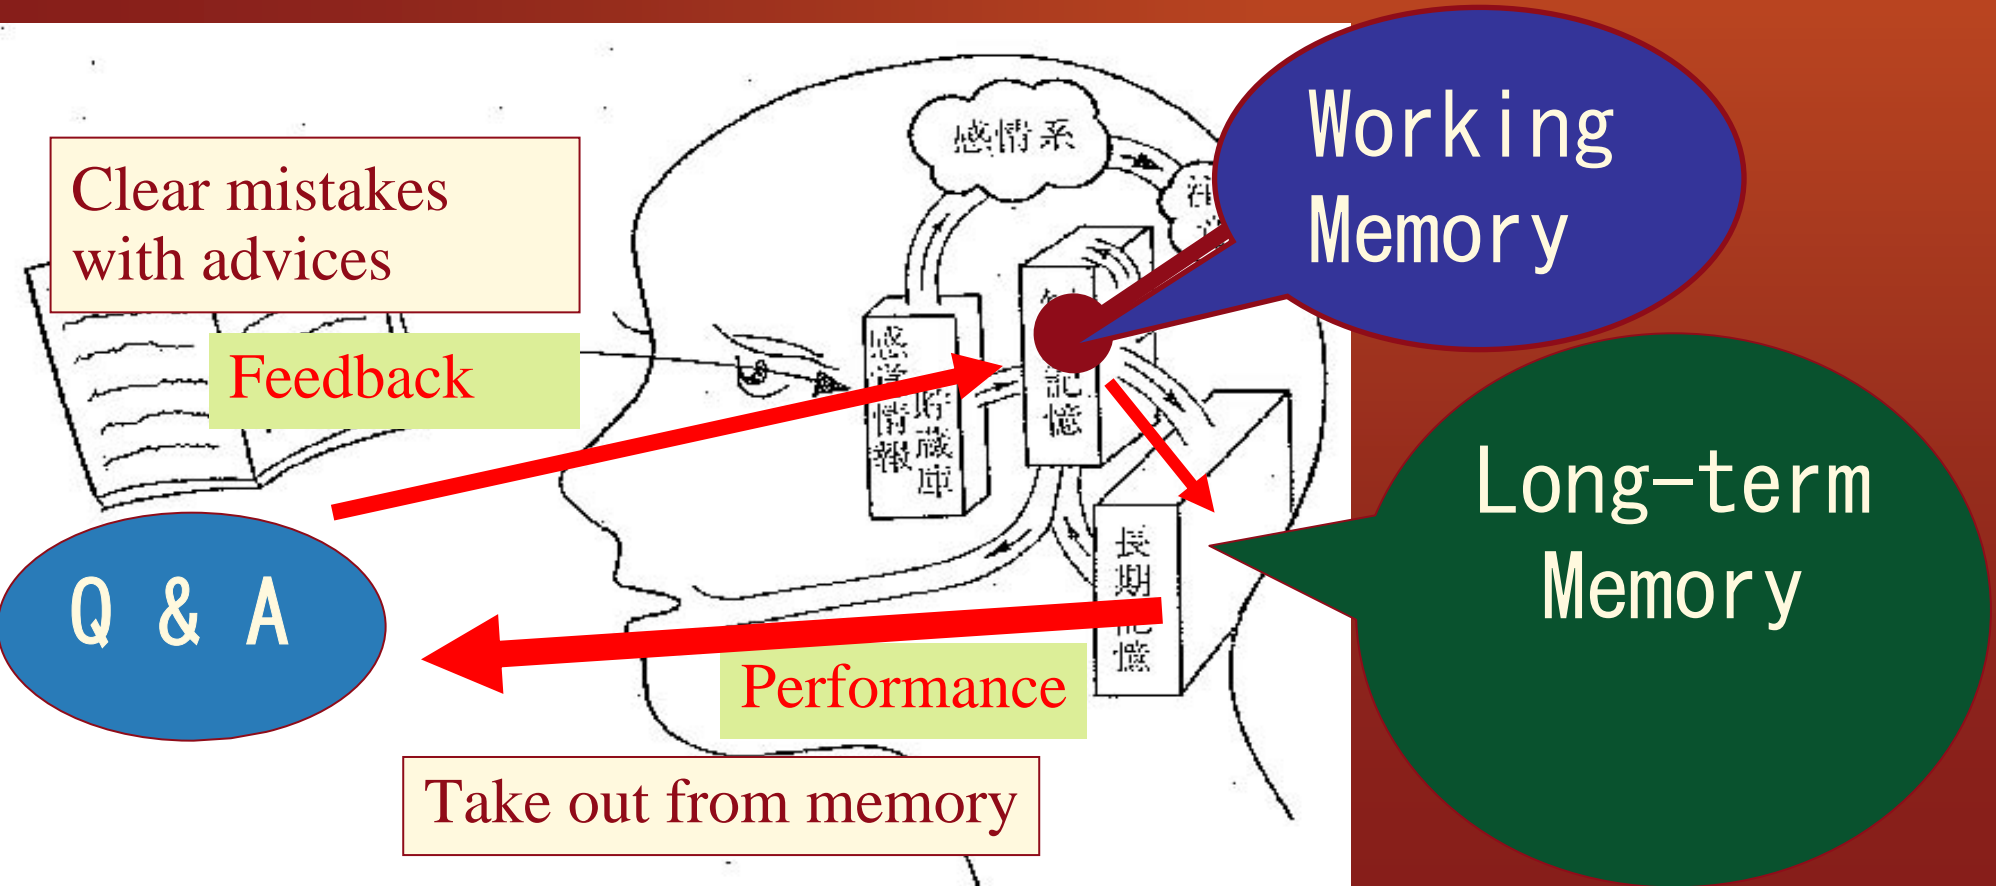 Clear mistakes
with advices
Feedback
感情系
Working
Memory
Long-term
Memory
感覚情報
貯蔵庫
記憶
長期
憶
Q & A
Performance
Take out from memory